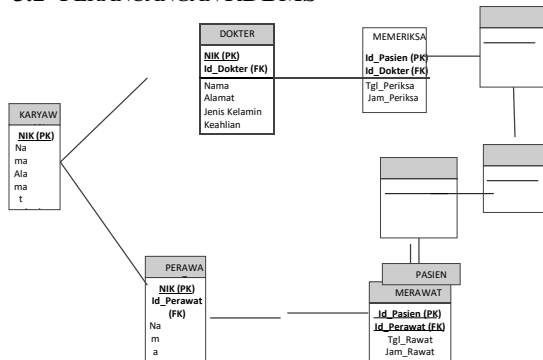 DOKTER
NIK (PK)
Id_Dokter (FK)
Nama
Alamat
Jenis Kelamin
Keahlian
MEMERIKSA
Id_Pasien (PK)
Id_Dokter (FK)
Tgl_Periksa
Jam_Periksa
KARYAW
NIK (PK)
Na
ma
Ala
ma
t
PERAWA
NIK (PK)
Id_Perawat
(FK)
Na
m
a
PASIEN
MERAWAT
Id_Pasien (PK)
Id_Perawat (FK)
Tgl_Rawat
Jam_Rawat